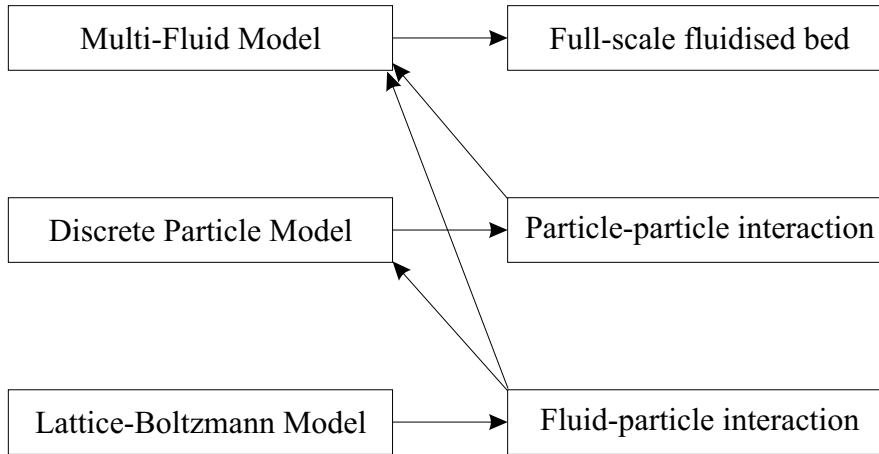 Multi-Fluid Model
Full-scale fluidised bed
Discrete Particle Model
Particle-particle interaction
Lattice-Boltzmann Model
Fluid-particle interaction